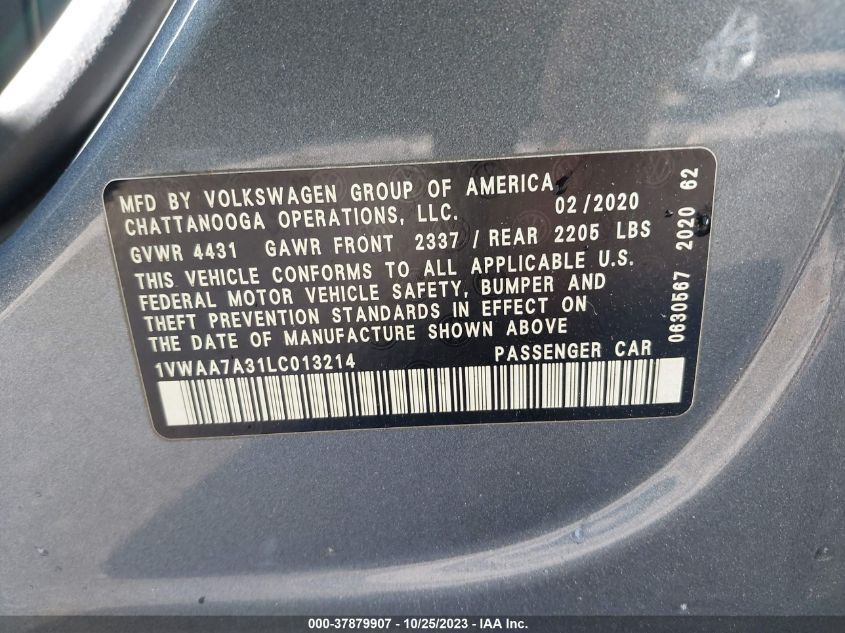 MFD BY VOLKSWAGEN GROUP OF AMERICA
CHATTANOOGA OPERATIONS, LLC. 02/2020
GVWR 4431 GAWR FRONT 2337 / REAR 2205 LBS
THIS VEHICLE CONFORMS TO ALL APPLICABLE U.S.
FEDERAL MOTOR VEHICLE SAFETY, BUMPER AND
THEFT PREVENTION STANDARDS IN EFFECT ON
THE DATE OF MANUFACTURE SHOWN ABOVE
1VWAA7A31LC013214 PASSENGER CAR
0630567 2020 62
000-37879907 - 10/25/2023 - IAA Inc.